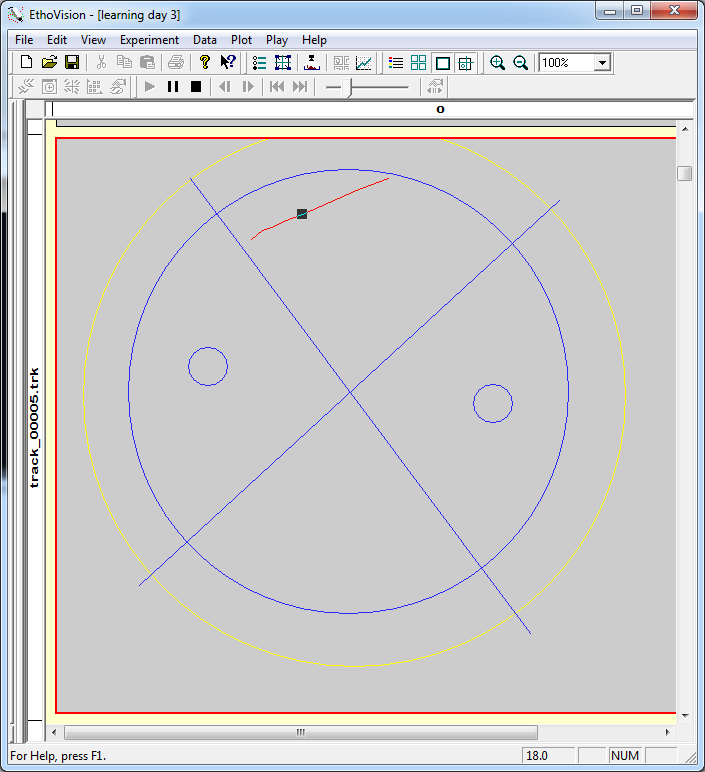 EthoVision - [learning day 3]
File Edit View Experiment Data Plot Play Help
100%
O
track_00005.trk
For Help, press F1.
18.0
NUM